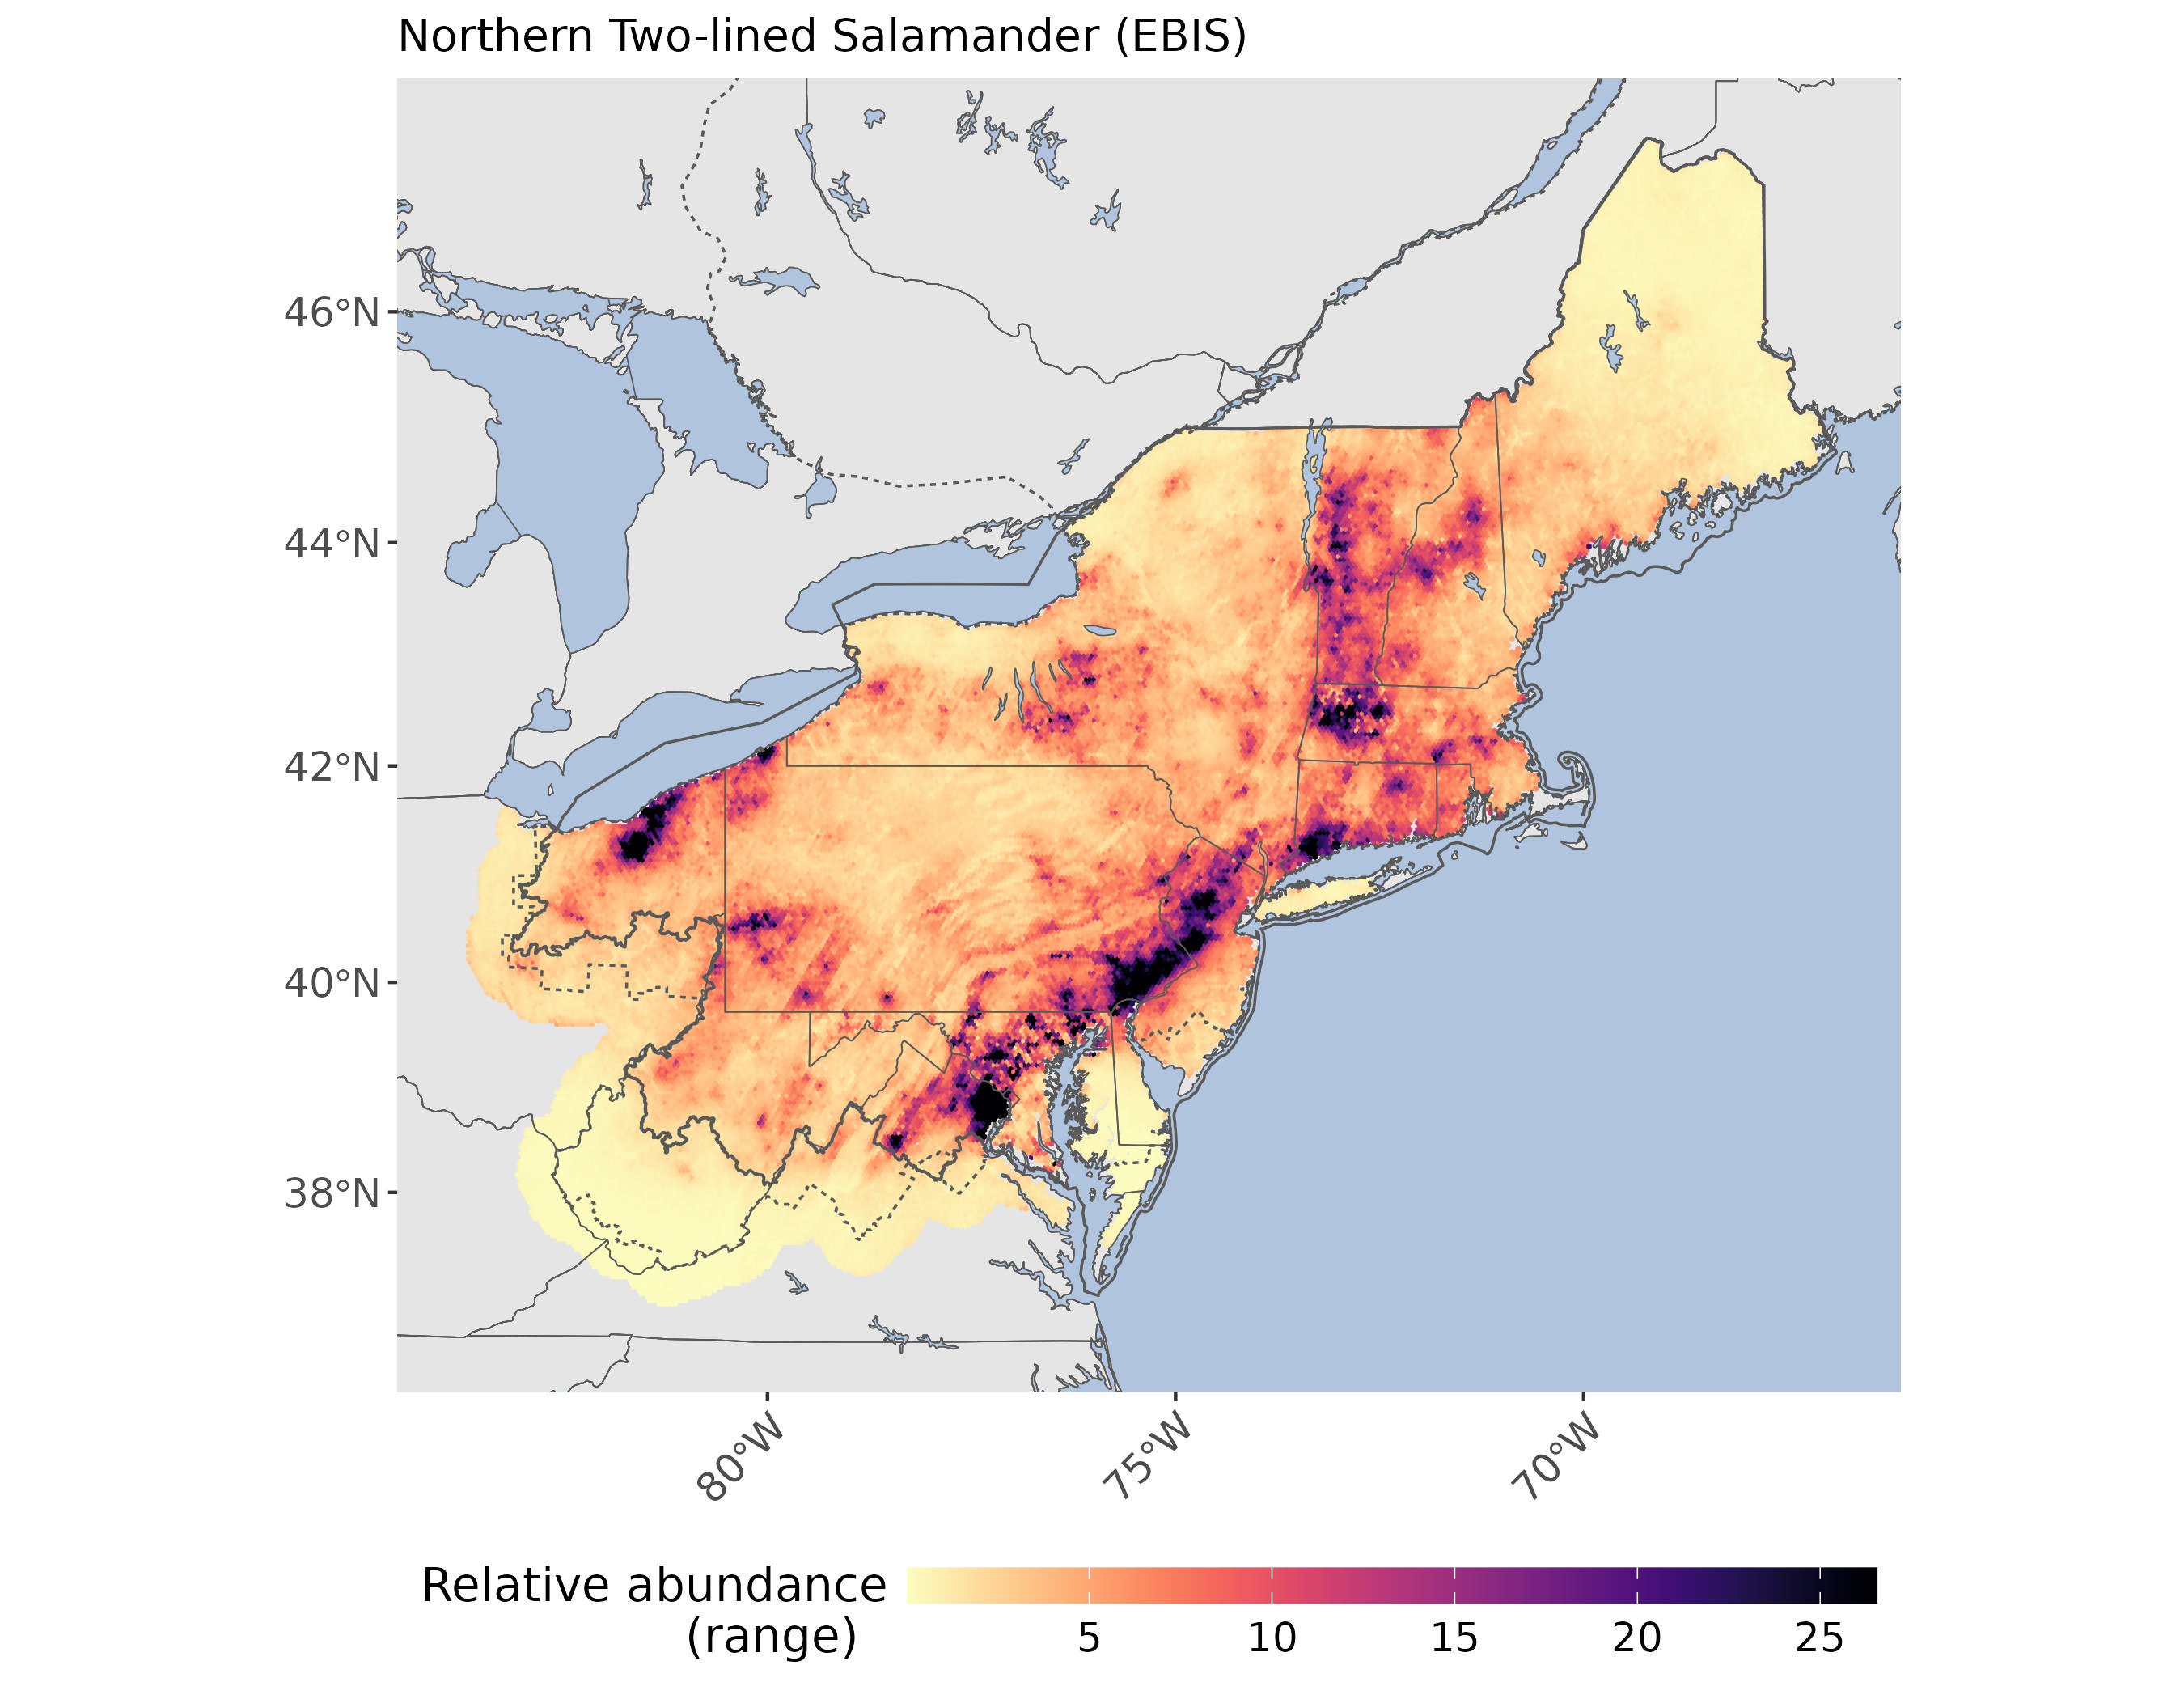 Northern Two-lined Salamander (EBIS)
46°N
44°N
42°N
40°N
38°N
80°W
75°W
70°W
Relative abundance
(range)
5 10 15 20 25